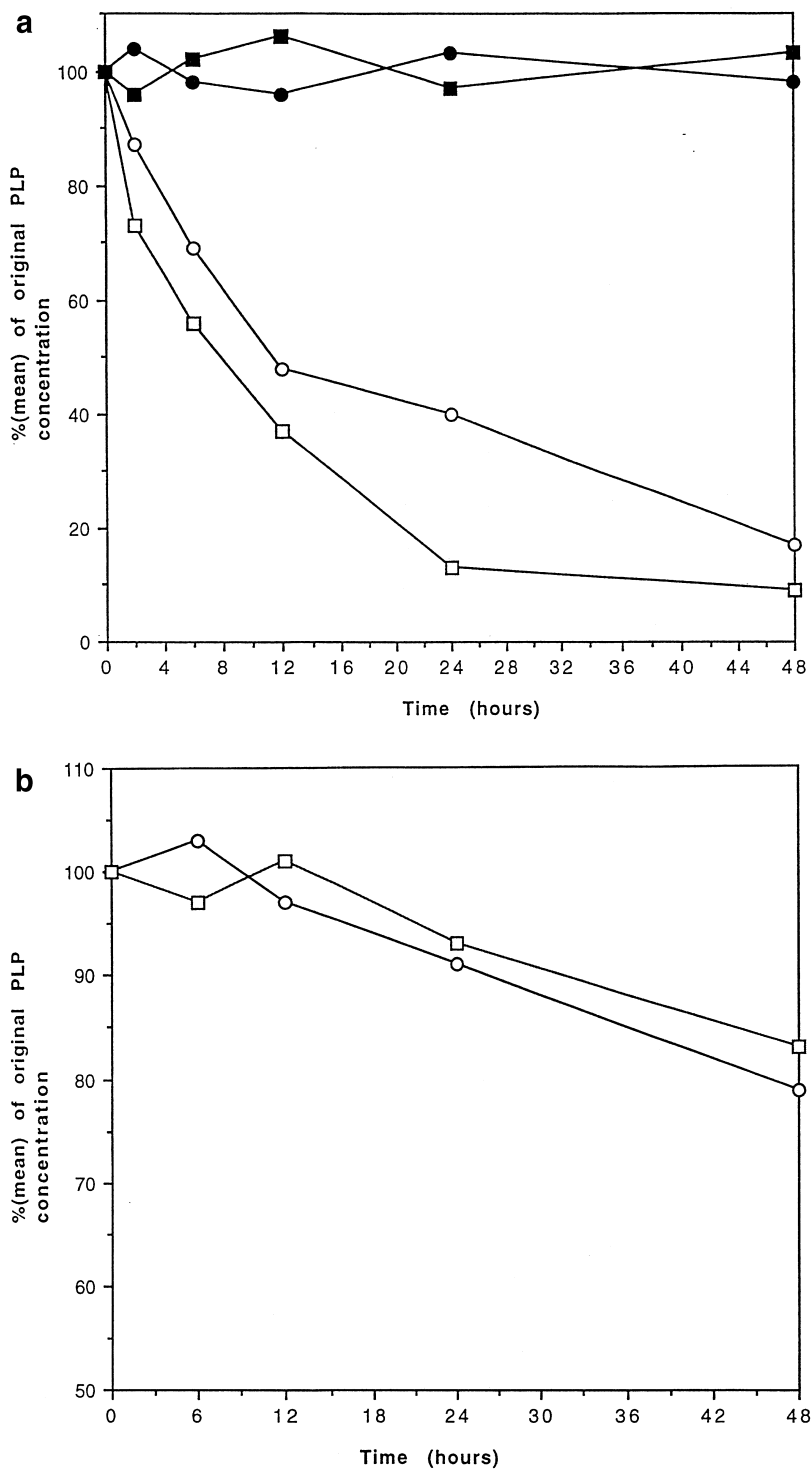 a
100
80
60
40
20
0
%(mean) of original PLP
concentration
0 4 8 12 16 20 24 28 32 36 40 44 48
Time (hours)
b
110
100
90
80
70
60
50
%(mean) of original PLP
concentration
0 6 12 18 24 30 36 42 48
Time (hours)